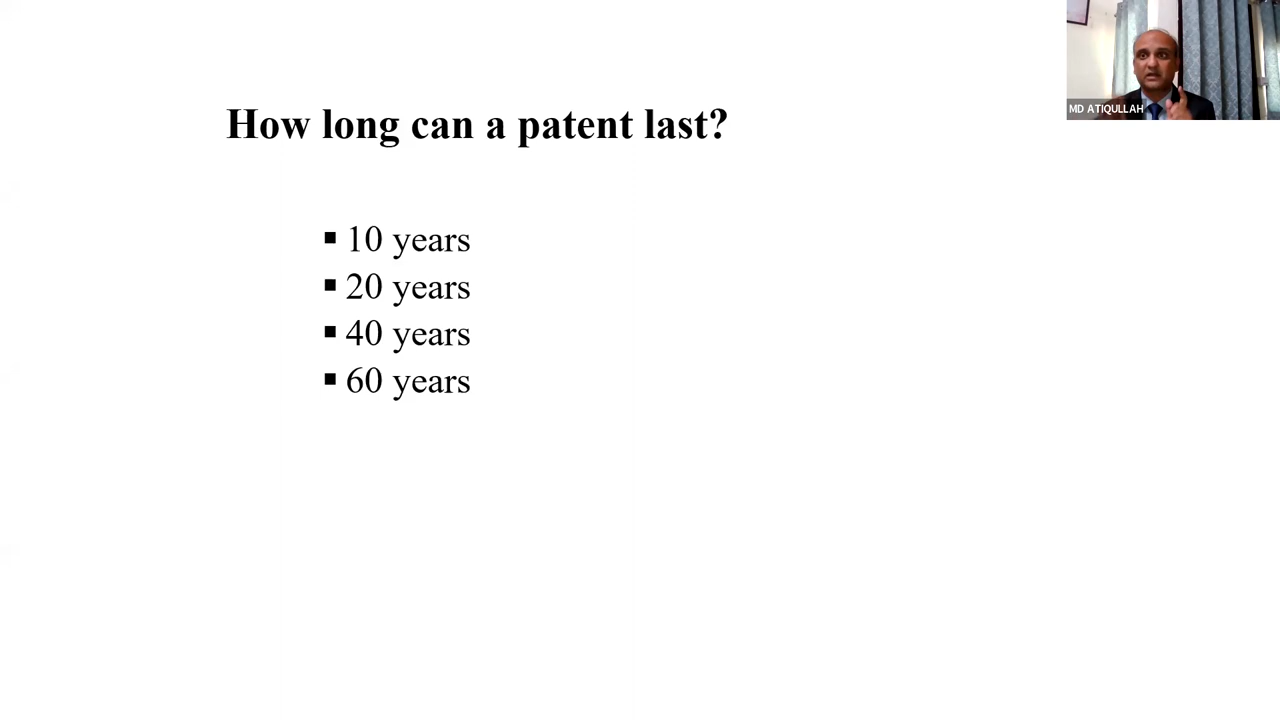 How long can a patent last?
▪ 10 years
▪ 20 years
▪ 40 years
▪ 60 years
MD ATIQULLAH